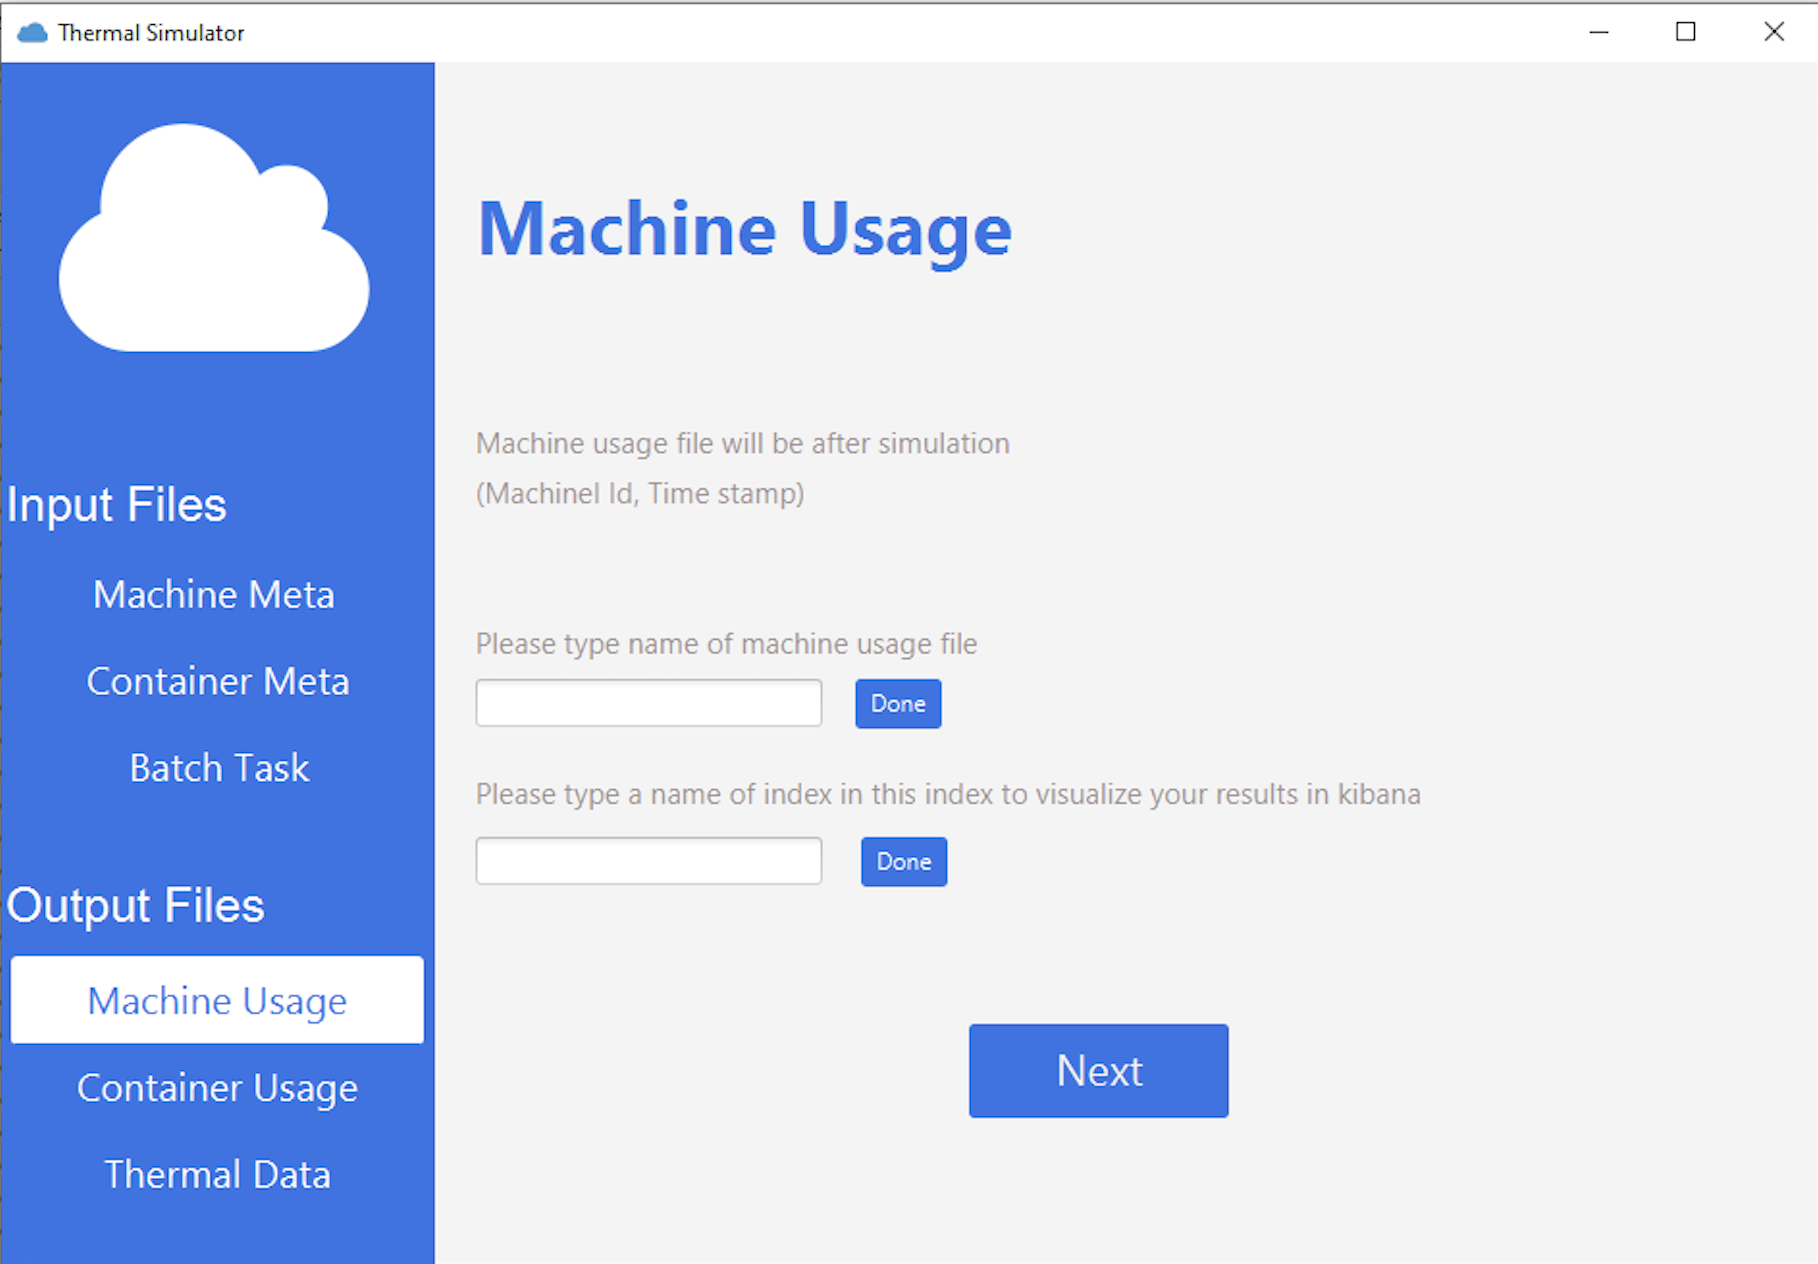 Thermal Simulator
Input Files
Machine Meta
Container Meta
Batch Task
Output Files
Machine Usage
Container Usage
Thermal Data
Machine Usage
Machine usage file will be after simulation
(Machinel Id, Time stamp)
Please type name of machine usage file
Done
Please type a name of index in this index to visualize your results in kibana
Done
Next